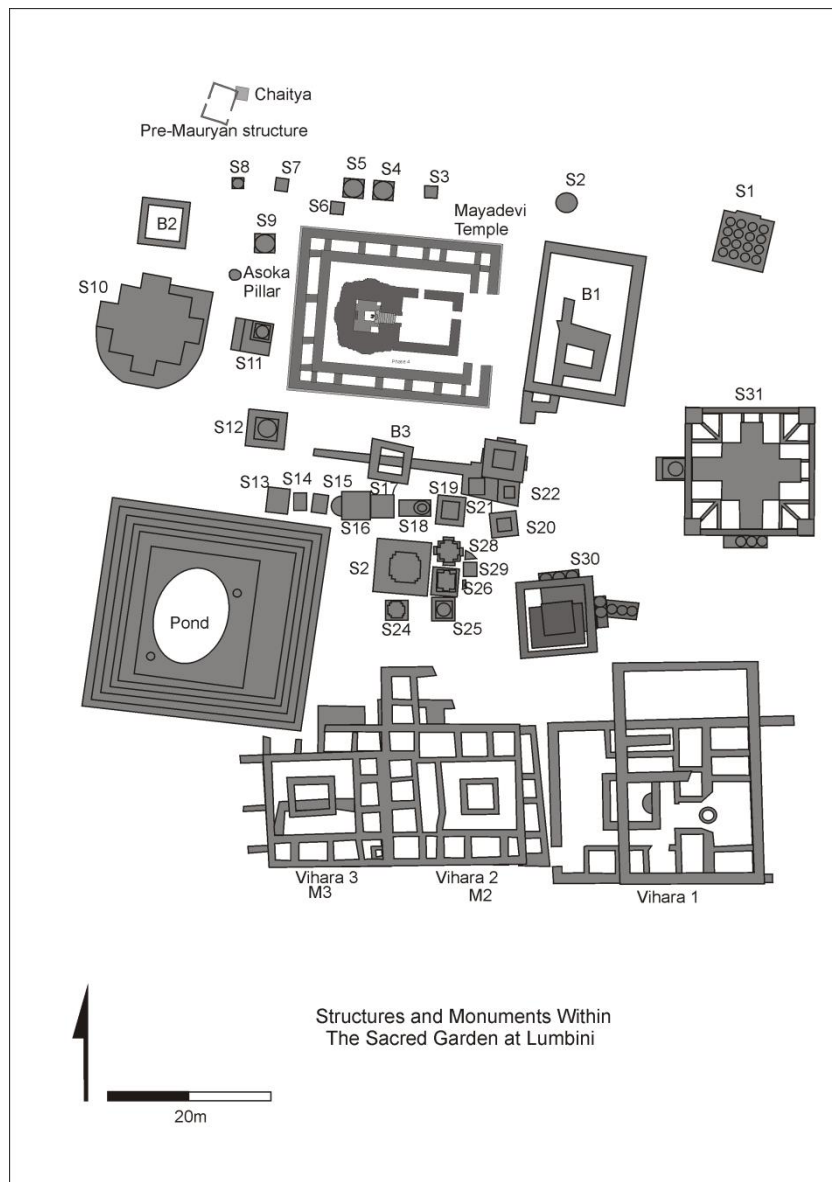 Chaitya
Pre-Mauryan structure
S8
S7
S5
S4
S3
S6
S2
S1
B2
S9
Mayadevi
Temple
S10
Asoka
Pillar
B1
S11
S31
S12
B3
S13
S14
S15
S17
S19
S22
S16
S18
S21
S20
S28
S2
S29
S30
S26
Pond
S24
S25
Vihara 3
M3
Vihara 2
M2
Vihara 1
Structures and Monuments Within
The Sacred Garden at Lumbini
20m